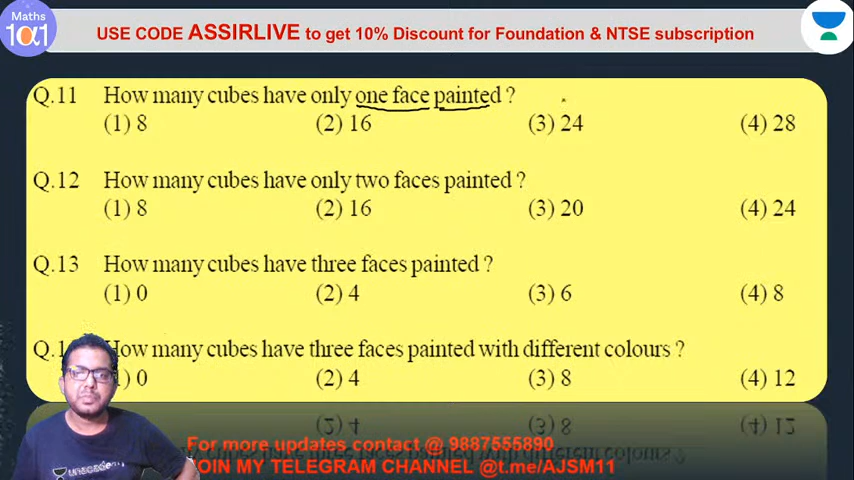 Maths
1α1
USE CODE ASSIRLIVE to get 10% Discount for Foundation & NTSE subscription
Q.11 How many cubes have only one face painted ?
(1) 8 (2) 16 (3) 24 (4) 28
Q.12 How many cubes have only two faces painted ?
(1) 8 (2) 16 (3) 20 (4) 24
Q.13 How many cubes have three faces painted ?
(1) 0 (2) 4 (3) 6 (4) 8
How many cubes have three faces painted with different colours ?
(1) 0 (2) 4 (3) 8 (4) 12
For more updates contact @ 9887555890
JOIN MY TELEGRAM CHANNEL @t.me/AJSM11
unacademy